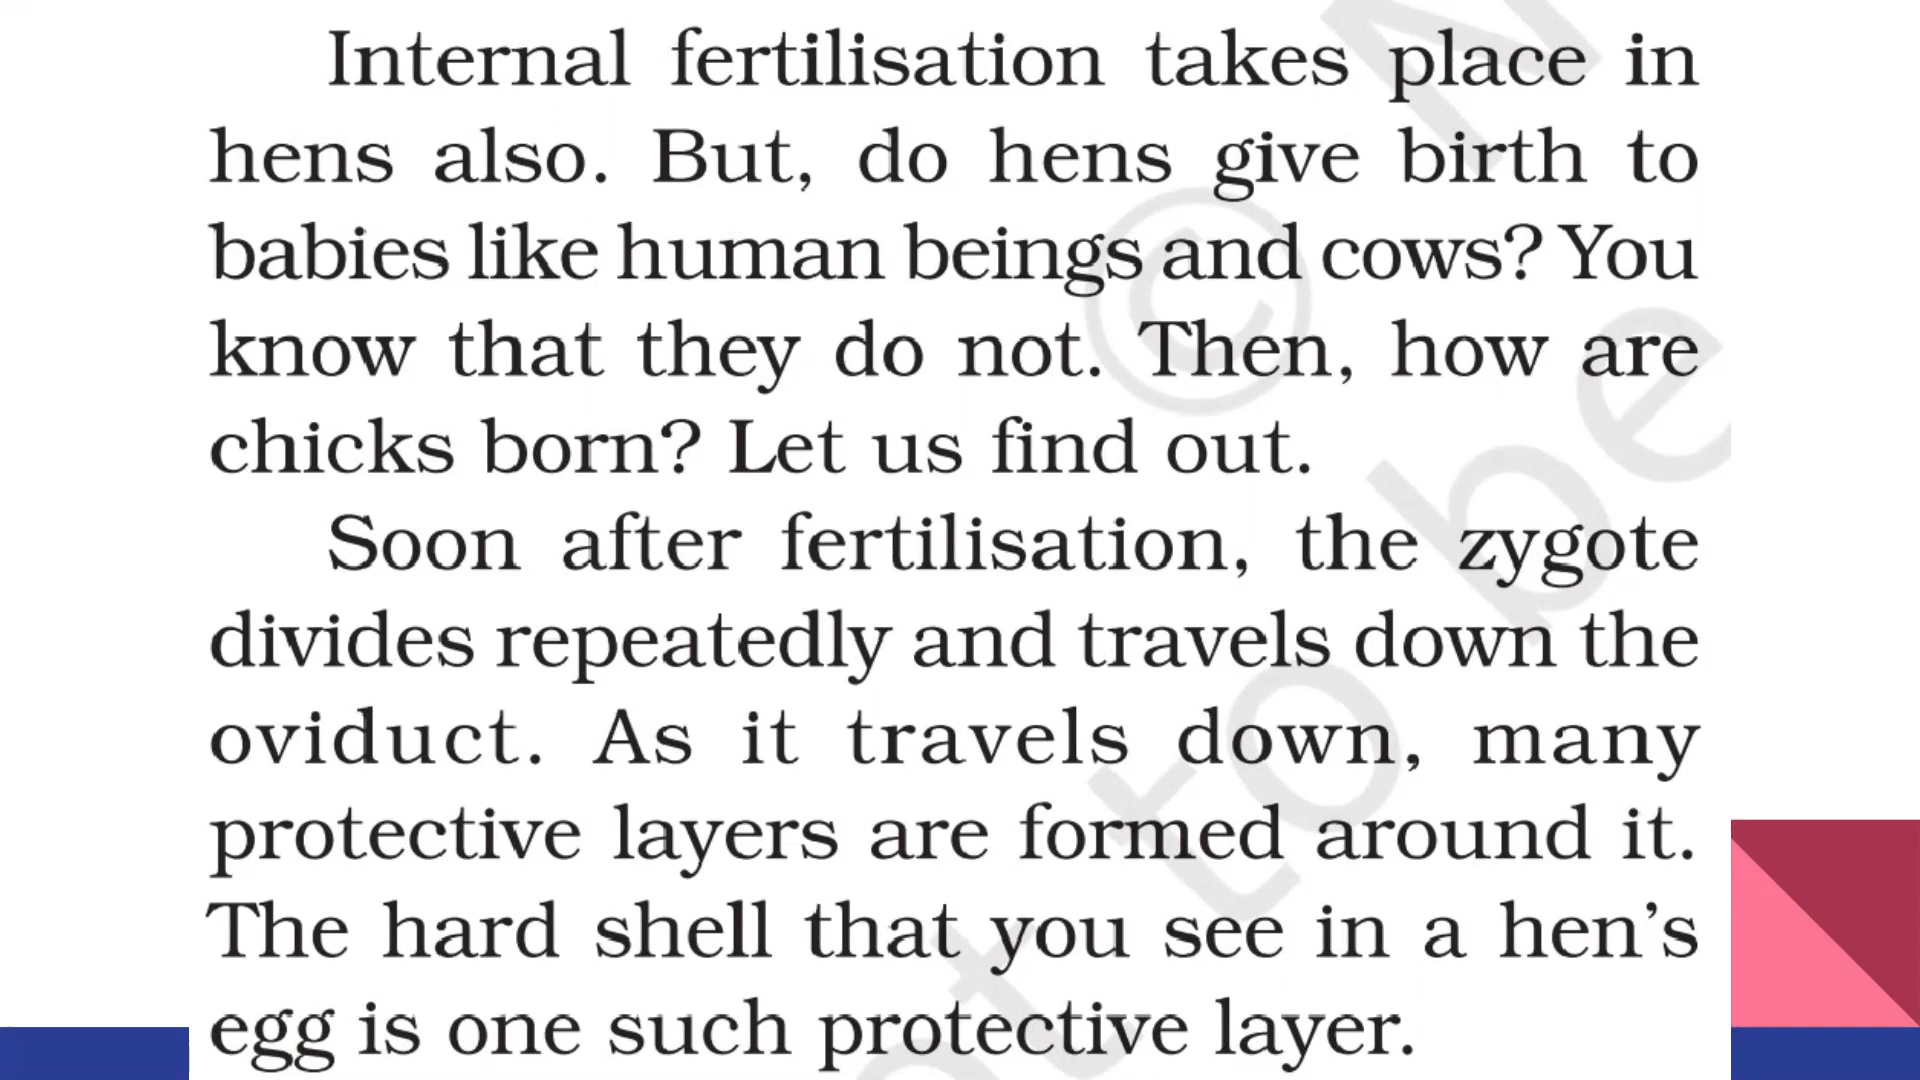 Internal fertilisation takes place in
hens also. But, do hens give birth to
babies like human beings and cows? You
know that they do not. Then, how are
chicks born? Let us find out.
Soon after fertilisation, the zygote
divides repeatedly and travels down the
oviduct. As it travels down, many
protective layers are formed around it.
The hard shell that you see in a hen’s
egg is one such protective layer.